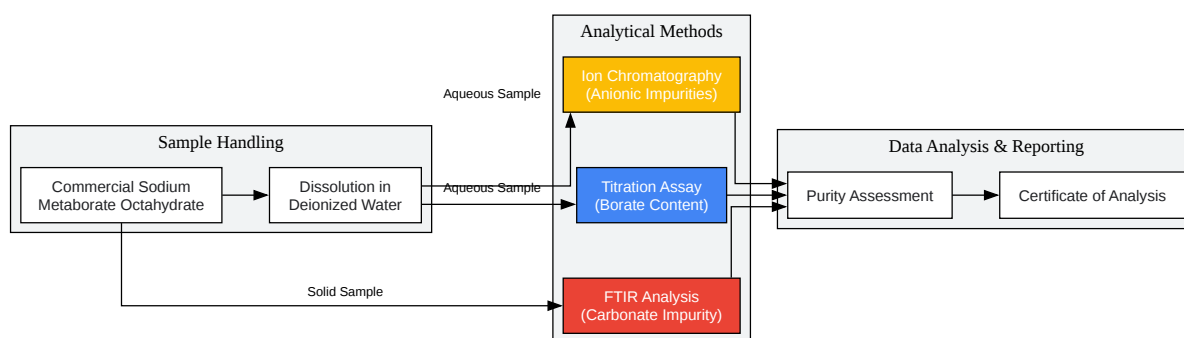 Analytical Methods
Ion Chromatography
(Anionic Impurities)
Aqueous Sample
Sample Handling
Commercial Sodium
Metaborate Octahydrate
Dissolution in
Deionized Water
Aqueous Sample
Titration Assay
(Borate Content)
Data Analysis & Reporting
Purity Assessment
Certificate of Analysis
Solid Sample
FTIR Analysis
(Carbonate Impurity)